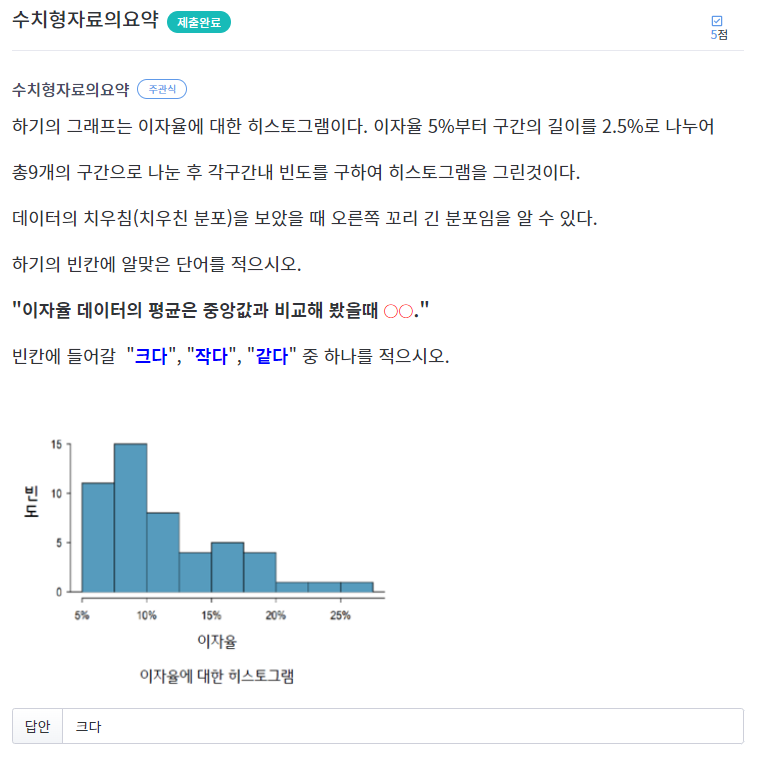 수치형자료의요약 제출완료
5점
수치형자료의요약 주관식
하기의 그래프는 이자율에 대한 히스토그램이다. 이자율 5%부터 구간의 길이를 2.5%로 나누어
총9개의 구간으로 나눈 후 각구간내 빈도를 구하여 히스토그램을 그린것이다.
데이터의 치우침(치우친 분포)을 보았을 때 오른쪽 꼬리 긴 분포임을 알 수 있다.
하기의 빈칸에 알맞은 단어를 적으시오.
"이자율 데이터의 평균은 중앙값과 비교해 봤을때 ○○."
빈칸에 들어갈 "크다", "작다", "같다" 중 하나를 적으시오.
빈도
15
10
5
0
5% 10% 15% 20% 25%
이자율
이자율에 대한 히스토그램
답안 크다